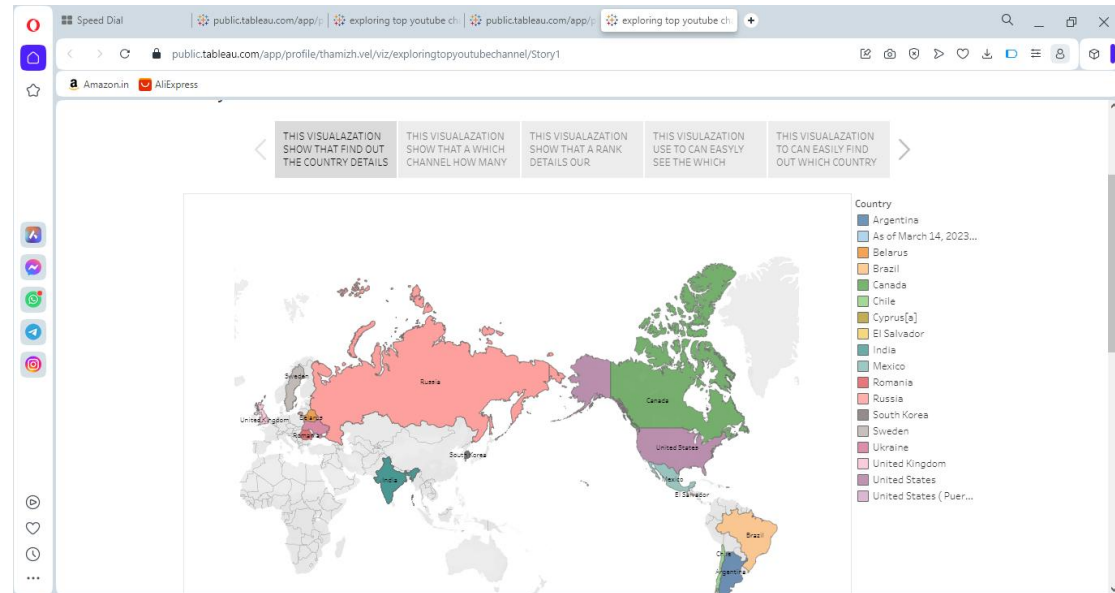 Speed Dial
public.tableau.com/app/p
exploring top youtube ch
public.tableau.com/app/p
exploring top youtube ch
public.tableau.com/app/profile/thamizh.vel/viz/exploringtopyoutubechannel/Story1
Amazon.in
AliExpress
THIS VISUALAZATION
SHOW THAT FIND OUT
THE COUNTRY DETAILS
THIS VISUALAZATION
SHOW THAT A WHICH
CHANNEL HOW MANY
THIS VISUALAZATION
SHOW THAT A RANK
DETAILS OUR
THIS VISULAZATION
USE TO CAN EASYLY
SEE THE WHICH
THIS VISUALAZATION
TO CAN EASILY FIND
OUT WHICH COUNTRY
Country
Argentina
As of March 14, 2023...
Belarus
Brazil
Canada
Chile
Cyprus[a]
El Salvador
India
Mexico
Romania
Russia
South Korea
Sweden
Ukraine
United Kingdom
United States
United States ( Puer...
Sweden
Russia
United Kingdom
Belarus
Romania
South Korea
India
Canada
United States
Mexico
El Salvador
Brazil
Chile
Argentina